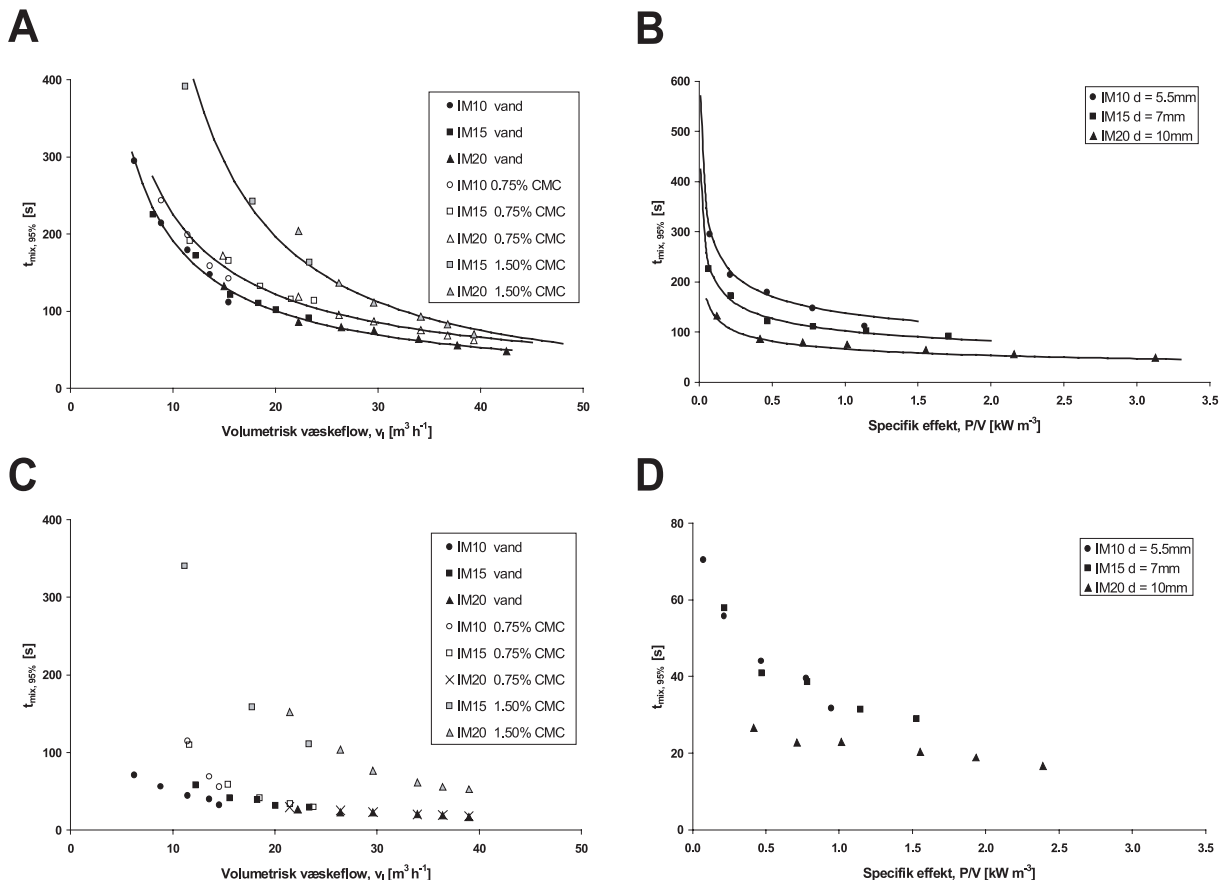 A
t_mix, 95% [s]
400
300
200
100
0
0 10 20 30 40 50
Volumetrisk væskeflow, v_l [m³ h⁻¹]
IM10 vand
IM15 vand
IM20 vand
IM10 0.75% CMC
IM15 0.75% CMC
IM20 0.75% CMC
IM15 1.50% CMC
IM20 1.50% CMC
B
t_mix, 95% [s]
600
500
400
300
200
100
0
0.0 0.5 1.0 1.5 2.0 2.5 3.0 3.5
Specifik effekt, P/V [kW m⁻³]
IM10 d = 5.5mm
IM15 d = 7mm
IM20 d = 10mm
C
t_mix, 95% [s]
400
300
200
100
0
0 10 20 30 40 50
Volumetrisk væskeflow, v_l [m³ h⁻¹]
IM10 vand
IM15 vand
IM20 vand
IM10 0.75% CMC
IM15 0.75% CMC
IM20 0.75% CMC
IM15 1.50% CMC
IM20 1.50% CMC
D
t_mix, 95% [s]
80
60
40
20
0
0.0 0.5 1.0 1.5 2.0 2.5 3.0 3.5
Specifik effekt, P/V [kW m⁻³]
IM10 d = 5.5mm
IM15 d = 7mm
IM20 d = 10mm